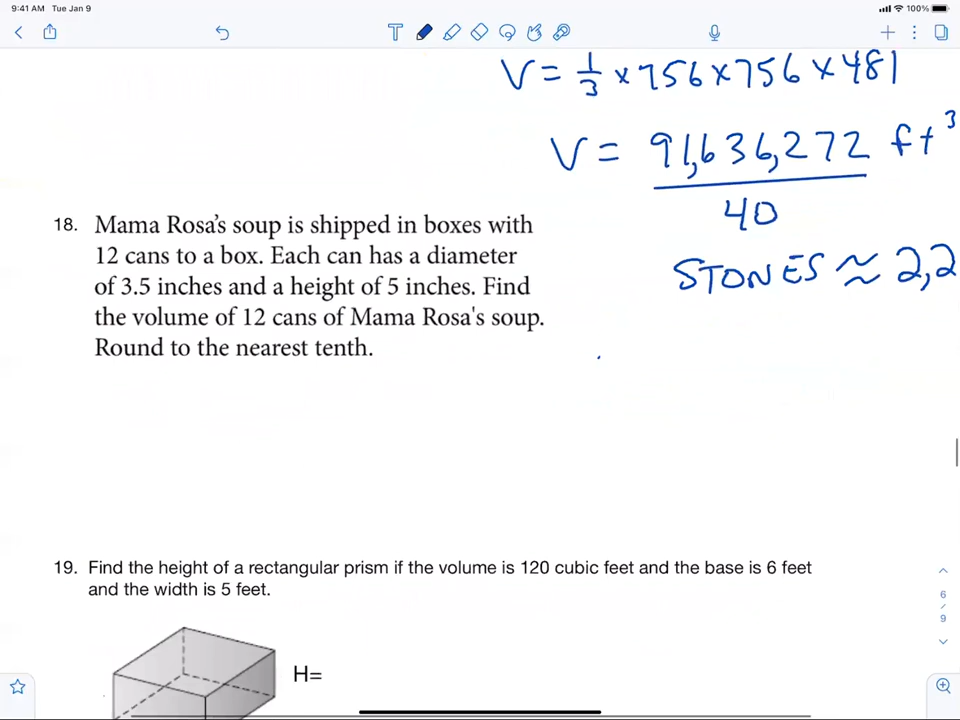 9:41 AM Tue Jan 9
100%
V = 1/3 × 756 × 756 × 481
V = 91,636,272 ft³
40
STONES ≈ 2,2
18. Mama Rosa's soup is shipped in boxes with
12 cans to a box. Each can has a diameter
of 3.5 inches and a height of 5 inches. Find
the volume of 12 cans of Mama Rosa's soup.
Round to the nearest tenth.
19. Find the height of a rectangular prism if the volume is 120 cubic feet and the base is 6 feet
and the width is 5 feet.
H=
6
/
9